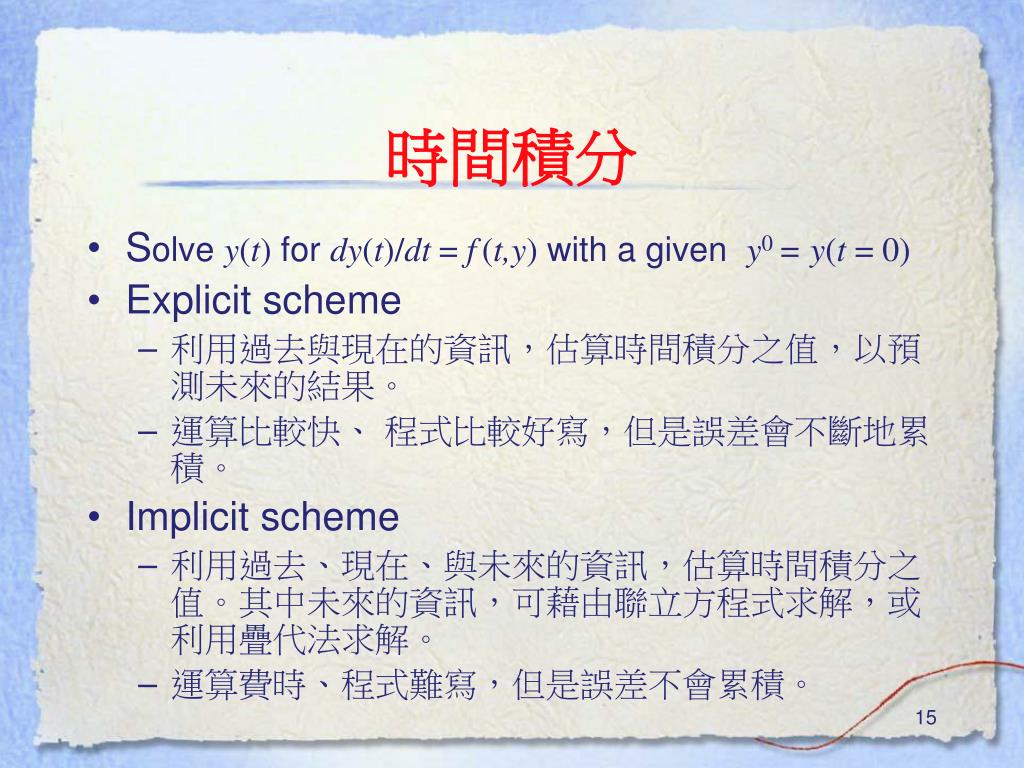 時間積分
• Solve y(t) for dy(t)/dt = f (t,y) with a given y⁰ = y(t = 0)
• Explicit scheme
– 利用過去與現在的資訊，估算時間積分之值，以預
測未來的結果。
– 運算比較快、 程式比較好寫，但是誤差會不斷地累
積。
• Implicit scheme
– 利用過去、現在、與未來的資訊，估算時間積分之
值。其中未來的資訊，可藉由聯立方程式求解，或
利用疊代法求解。
– 運算費時、程式難寫，但是誤差不會累積。
15